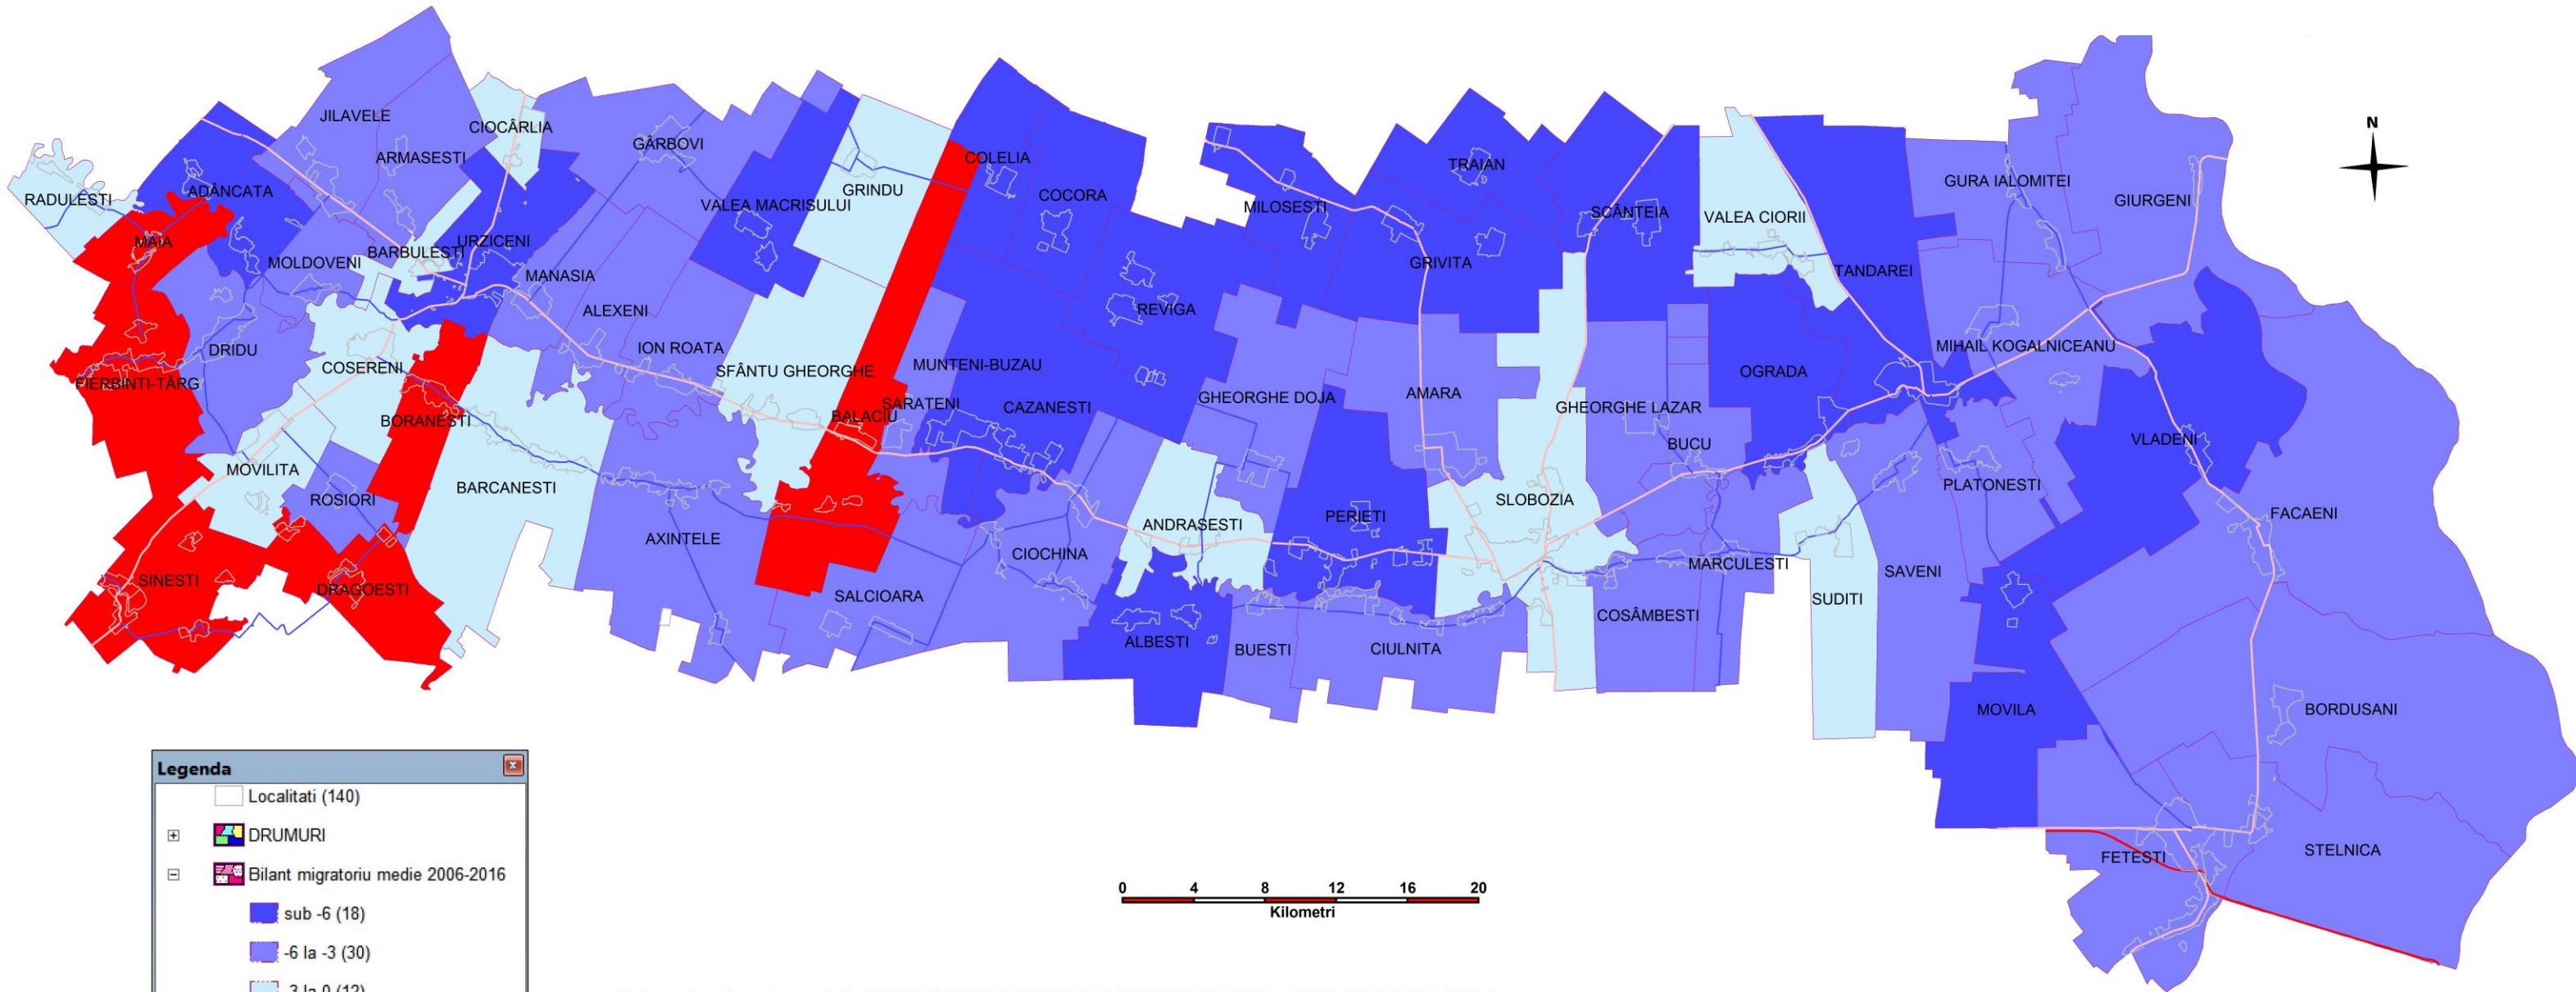 JILAVELE
CIOCÂRLIA
N
ARMASESTI
GÂRBOVI
COLELIA
TRAIAN
RADULESTI
ADÂNCATA
GRINDU
COCORA
GURA IALOMITEI
VALEA MACRISULUI
MILOSESTI
SCÂNTEIA
VALEA CIORII
GIURGENI
MAIA
BARBULESTI
URZICENI
MOLDOVENI
MANASIA
GRIVITA
TANDAREI
ALEXENI
REVIGA
DRIDU
ION ROATA
MIHAIL KOGALNICEANU
COSERENI
SFÂNTU GHEORGHE
MUNTENI-BUZAU
OGRADA
FIERBINTI-TÂRG
GHEORGHE DOJA
AMARA
SARATENI
CAZANESTI
GHEORGHE LAZAR
BORANESTI
BALACIU
BUCU
VLADENI
MOVILITA
BARCANESTI
PLATONESTI
ROSIORI
SLOBOZIA
FACAENI
PERIETI
ANDRASESTI
AXINTELE
CIOCHINA
MARCULESTI
SAVENI
SINESTI
DRAGOESTI
SALCIOARA
SUDITI
COSÂMBESTI
ALBESTI
BUESTI
CIULNITA
MOVILA
BORDUSANI
FETESTI
STELNICA
Legenda
Localitati (140)
DRUMURI
Bilant migratoriu medie 2006-2016
sub -6 (18)
-6 la -3 (30)
-3 la 0 (12)
0 4 8 12 16 20
Kilometri